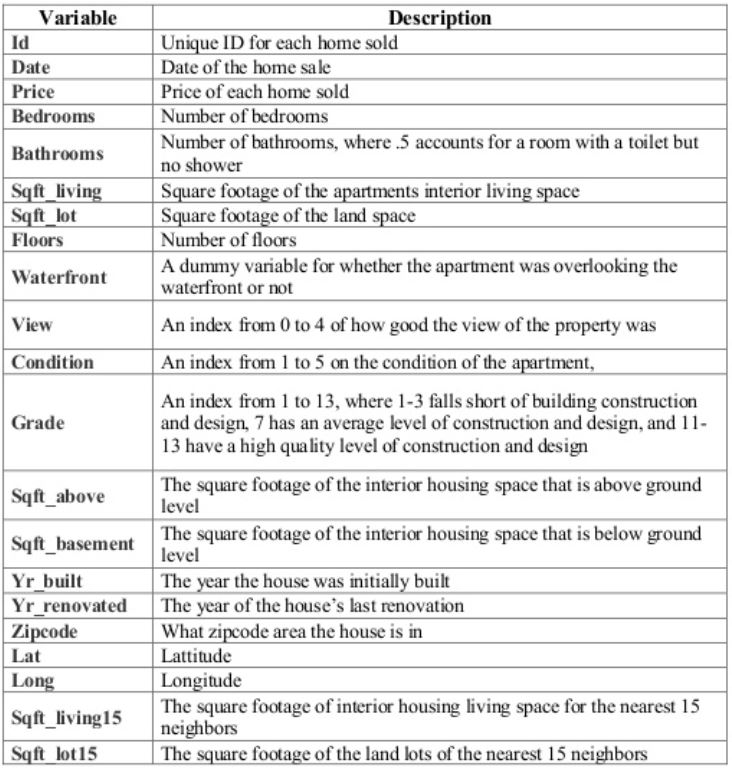 Variable Description
Id Unique ID for each home sold
Date Date of the home sale
Price Price of each home sold
Bedrooms Number of bedrooms
Bathrooms Number of bathrooms, where .5 accounts for a room with a toilet but
no shower
Sqft_living Square footage of the apartments interior living space
Sqft_lot Square footage of the land space
Floors Number of floors
Waterfront A dummy variable for whether the apartment was overlooking the
waterfront or not
View An index from 0 to 4 of how good the view of the property was
Condition An index from 1 to 5 on the condition of the apartment,
Grade An index from 1 to 13, where 1-3 falls short of building construction
and design, 7 has an average level of construction and design, and 11-
13 have a high quality level of construction and design
Sqft_above The square footage of the interior housing space that is above ground
level
Sqft_basement The square footage of the interior housing space that is below ground
level
Yr_built The year the house was initially built
Yr_renovated The year of the house’s last renovation
Zipcode What zipcode area the house is in
Lat Lattitude
Long Longitude
Sqft_living15 The square footage of interior housing living space for the nearest 15
neighbors
Sqft_lot15 The square footage of the land lots of the nearest 15 neighbors